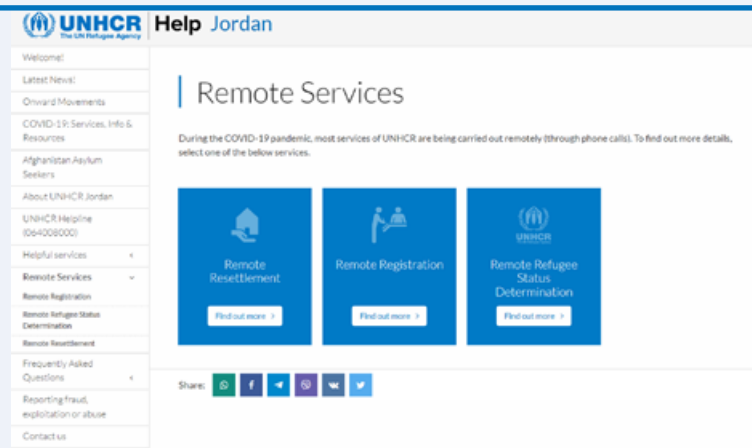 UNHCR
The UN Refugee Agency
Help Jordan
Welcome!
Latest News!
Onward Movements
COVID-19: Services, Info &
Resources
Afghanistan Asylum
Seekers
About UNHCR Jordan
UNHCR Helpline
(064008000)
Helpful services
Remote Services
Remote Registration
Remote Refugee Status
Determination
Remote Resettlement
Frequently Asked
Questions
Reporting fraud,
exploitation or abuse
Contact us
Remote Services
During the COVID-19 pandemic, most services of UNHCR are being carried out remotely (through phone calls). To find out more details,
select one of the below services.
Remote
Resettlement
Find out more >
Remote Registration
Find out more >
UNHCR
Remote Refugee
Status
Determination
Find out more >
Share: